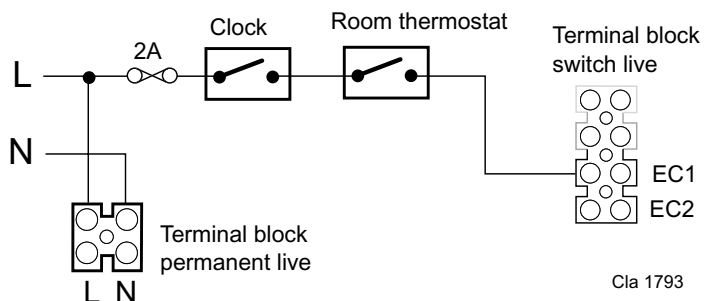 Clock
Room thermostat
Terminal block
switch live
2A
L
N
EC1
EC2
Terminal block
permanent live
L N
Cla 1793